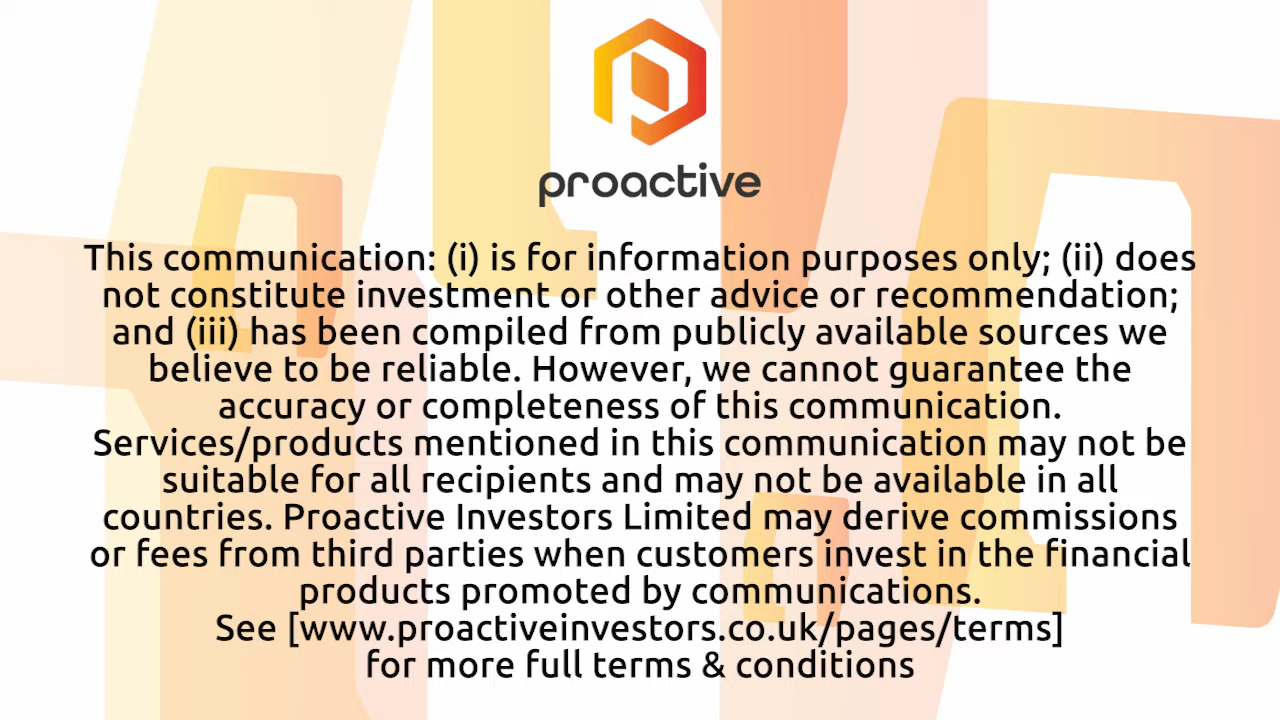 proactive
This communication: (i) is for information purposes only; (ii) does
not constitute investment or other advice or recommendation;
and (iii) has been compiled from publicly available sources we
believe to be reliable. However, we cannot guarantee the
accuracy or completeness of this communication.
Services/products mentioned in this communication may not be
suitable for all recipients and may not be available in all
countries. Proactive Investors Limited may derive commissions
or fees from third parties when customers invest in the financial
products promoted by communications.
See [www.proactiveinvestors.co.uk/pages/terms]
for more full terms & conditions